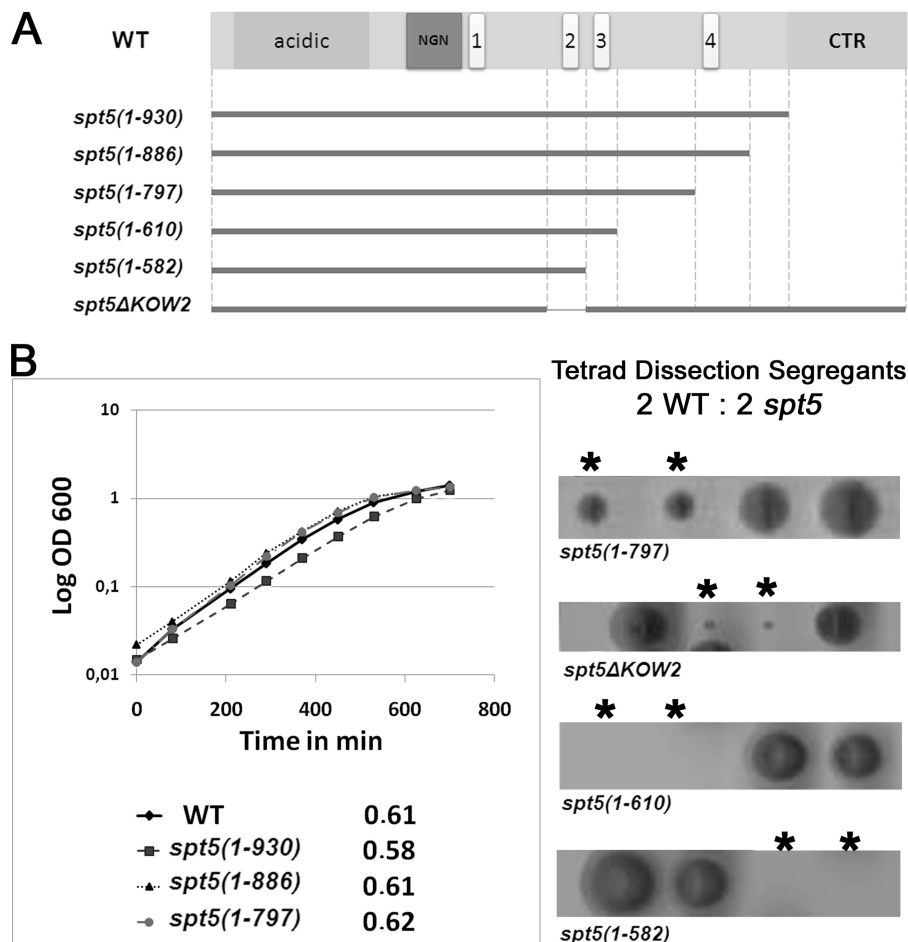 A
WT acidic NGN 1 2 3 4 CTR
spt5(1-930)
spt5(1-886)
spt5(1-797)
spt5(1-610)
spt5(1-582)
spt5ΔKOW2
B
Log OD 600
10
1
0,1
0,01
0 200 400 600 800
Time in min
WT 0.61
spt5(1-930) 0.58
spt5(1-886) 0.61
spt5(1-797) 0.62
Tetrad Dissection Segregants
2 WT : 2 spt5
* *
spt5(1-797)
* *
spt5ΔKOW2
* *
spt5(1-610)
* *
spt5(1-582)